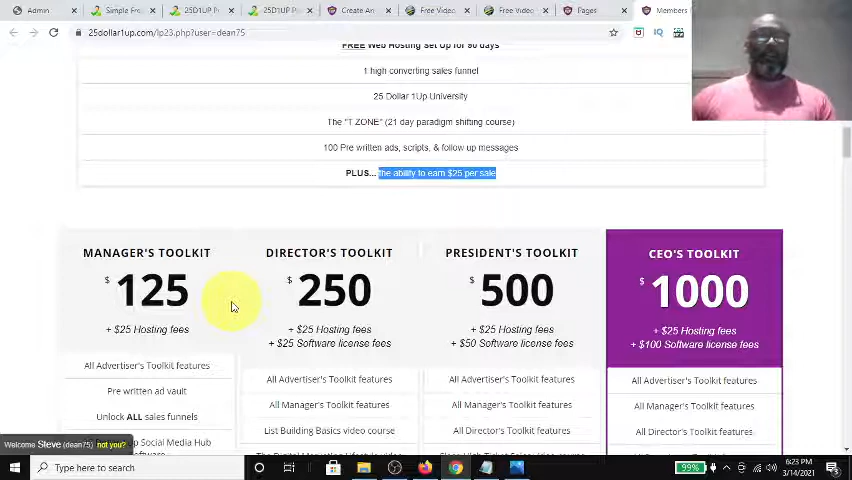 Admin
Simple Fro
25D1UP P
25D1UP P
Create An
Free Video
Free Video
Pages
Members
25dollar1up.com/lp23.php?user=dean75
FREE Web Hosting Set Up for 90 days
1 high converting sales funnel
25 Dollar 1Up University
The "T ZONE" (21 day paradigm shifting course)
100 Pre written ads, scripts, & follow up messages
PLUS... the ability to earn $25 per sale
MANAGER'S TOOLKIT
$ 125
+ $25 Hosting fees
All Advertiser's Toolkit features
Pre written ad vault
Unlock ALL sales funnels
Up Social Media Hub
software
DIRECTOR'S TOOLKIT
$ 250
+ $25 Hosting fees
+ $25 Software license fees
All Advertiser's Toolkit features
All Manager's Toolkit features
List Building Basics video course
PRESIDENT'S TOOLKIT
$ 500
+ $25 Hosting fees
+ $50 Software license fees
All Advertiser's Toolkit features
All Manager's Toolkit features
All Director's Toolkit features
CEO'S TOOLKIT
$ 1000
+ $25 Hosting fees
+ $100 Software license fees
All Advertiser's Toolkit features
All Manager's Toolkit features
All Director's Toolkit features
Welcome Steve (dean75) not you?
Type here to search
99%
6:23 PM
3/14/2021